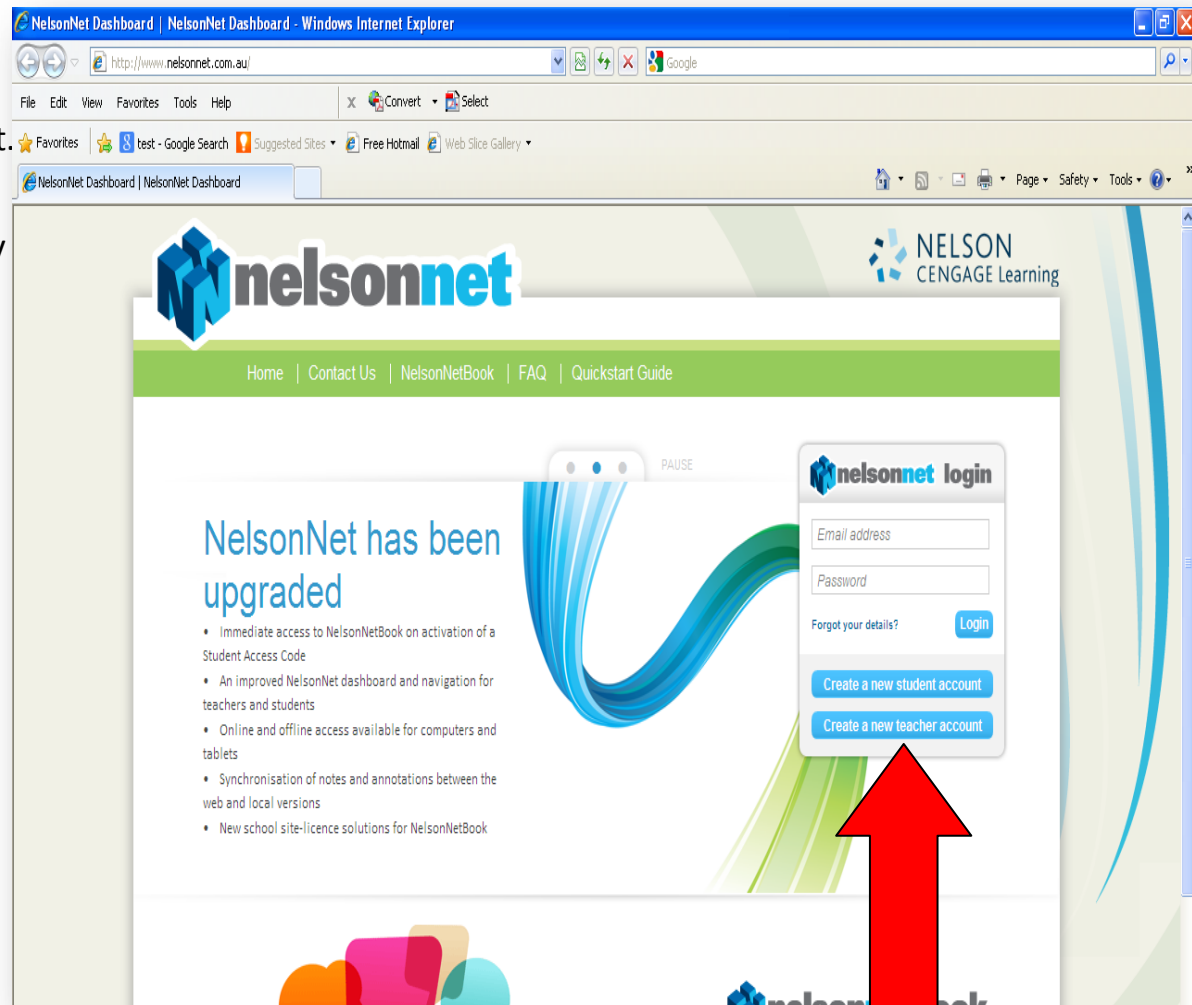 NelsonNet Dashboard | NelsonNet Dashboard - Windows Internet Explorer
http://www.nelsonnet.com.au/
Google
File Edit View Favorites Tools Help
x Convert Select
t.
Favorites test - Google Search Suggested Sites Free Hotmail Web Slice Gallery
NelsonNet Dashboard | NelsonNet Dashboard
Page Safety Tools
nelsonnet
NELSON
CENGAGE Learning
Home | Contact Us | NelsonNetBook | FAQ | Quickstart Guide
PAUSE
nelsonnet login
NelsonNet has been
upgraded
• Immediate access to NelsonNetBook on activation of a
Student Access Code
• An improved NelsonNet dashboard and navigation for
teachers and students
• Online and offline access available for computers and
tablets
• Synchronisation of notes and annotations between the
web and local versions
• New school site-licence solutions for NelsonNetBook
Email address
Password
Forgot your details? Login
Create a new student account
Create a new teacher account